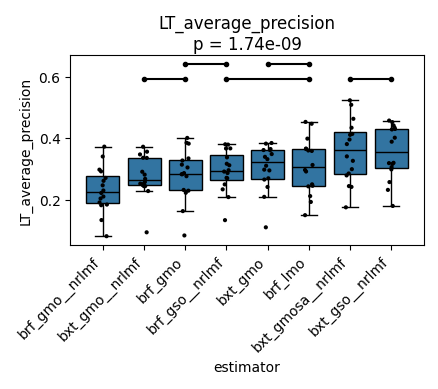 LT_average_precision
p = 1.74e-09
LT_average_precision
0.6
0.4
0.2
brf_gmo__nrlmf
bxt_gmo__nrlmf
brf_gmo
brf_gso__nrlmf
bxt_gmo
brf_lmo
bxt_gmosa__nrlmf
bxt_gso__nrlmf
estimator